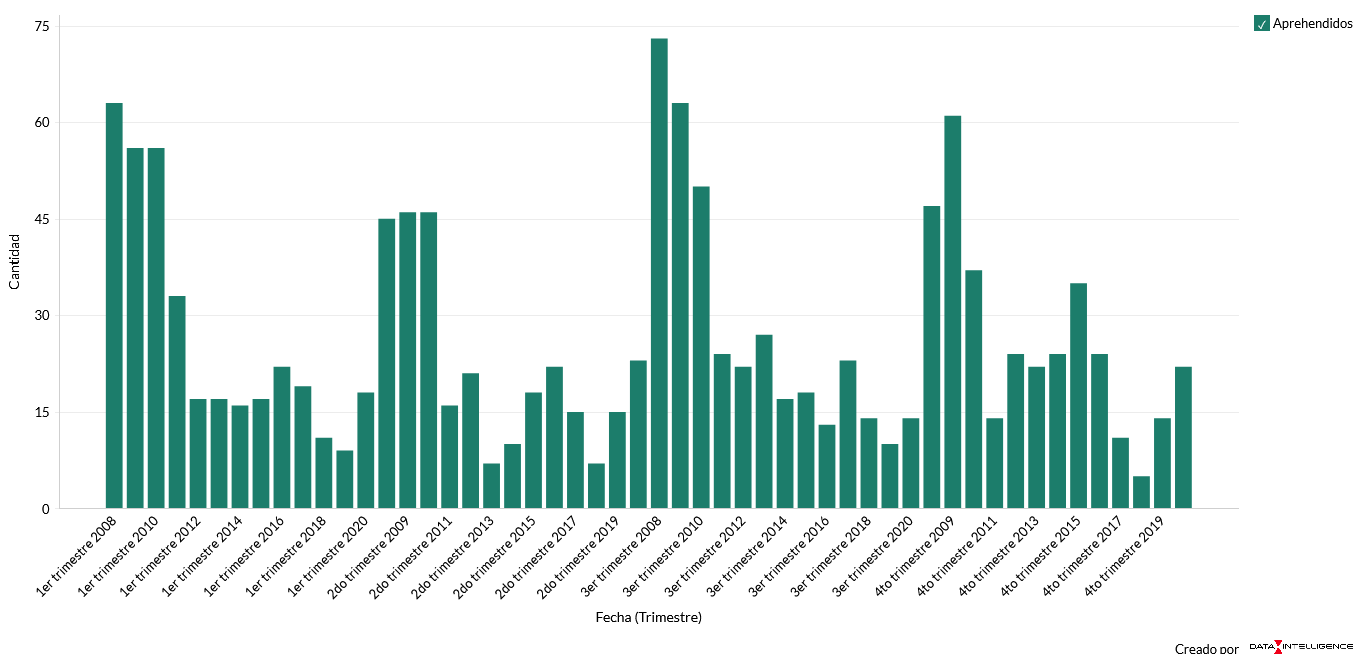 Aprehendidos
Cantidad
75
60
45
30
15
0
1er trimestre 2008
1er trimestre 2010
1er trimestre 2012
1er trimestre 2014
1er trimestre 2016
1er trimestre 2018
1er trimestre 2020
2do trimestre 2009
2do trimestre 2011
2do trimestre 2013
2do trimestre 2015
2do trimestre 2017
2do trimestre 2019
3er trimestre 2008
3er trimestre 2010
3er trimestre 2012
3er trimestre 2014
3er trimestre 2016
3er trimestre 2018
3er trimestre 2020
4to trimestre 2009
4to trimestre 2011
4to trimestre 2013
4to trimestre 2015
4to trimestre 2017
4to trimestre 2019
Fecha (Trimestre)
Creado por DATA INTELLIGENCE